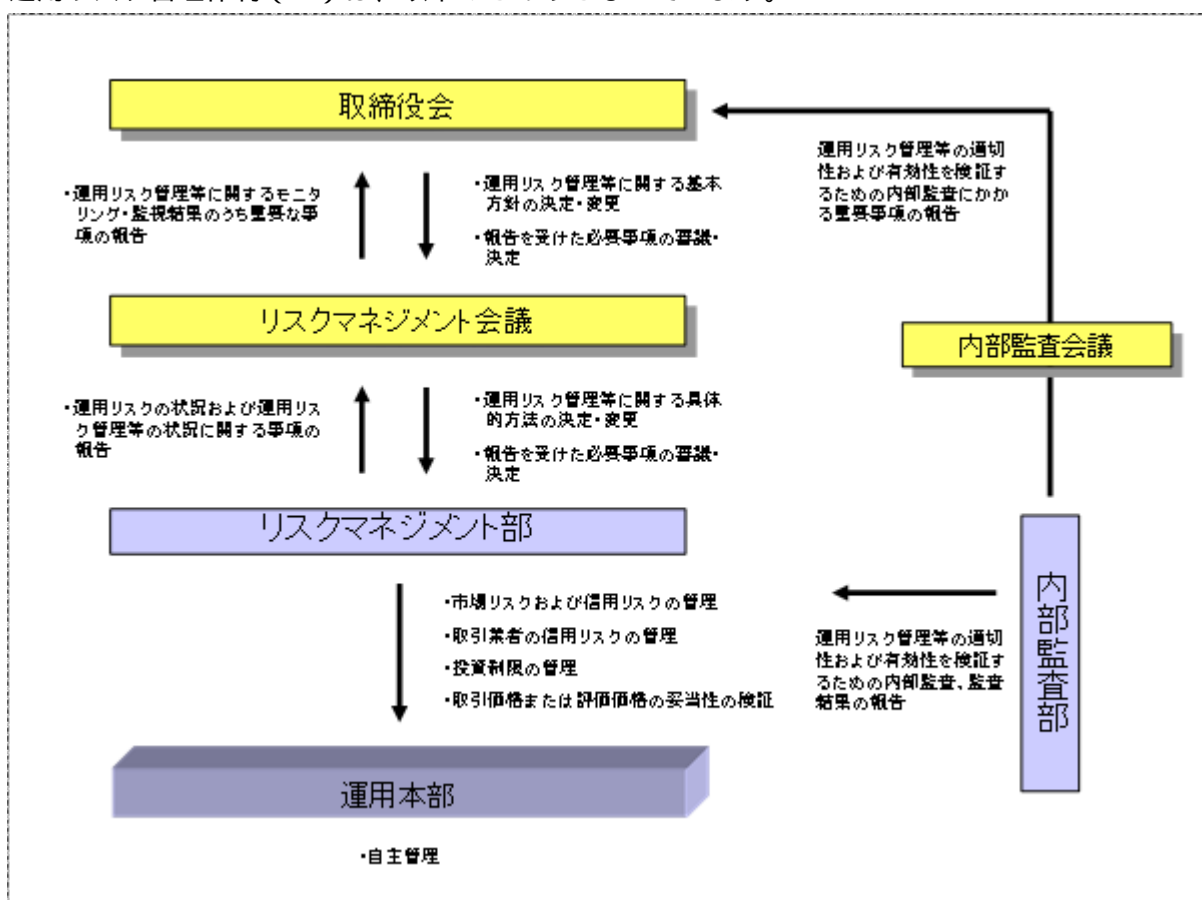 取締役会
・運用リスク管理等に関するモニ
タリング・監視結果のうち重要な事
項の報告
・運用リスク管理等に関する基本
方針の決定・変更
・報告を受けた必要事項の審議・
決定
運用リスク管理等の適切
性および有効性を検証す
るための内部監査にかか
る重要事項の報告
リスクマネジメント会議
内部監査会議
・運用リスクの状況および運用リス
ク管理等の状況に関する事項の
報告
・運用リスク管理等に関する具体
的方法の決定・変更
・報告を受けた必要事項の審議・
決定
リスクマネジメント部
・市場リスクおよび信用リスクの管理
・取引業者の信用リスクの管理
・投資制限の管理
・取引価格または評価価格の妥当性の検証
運用リスク管理等の適切
性および有効性を検証す
るための内部監査、監査
結果の報告
内部監査部
運用本部
・自主管理